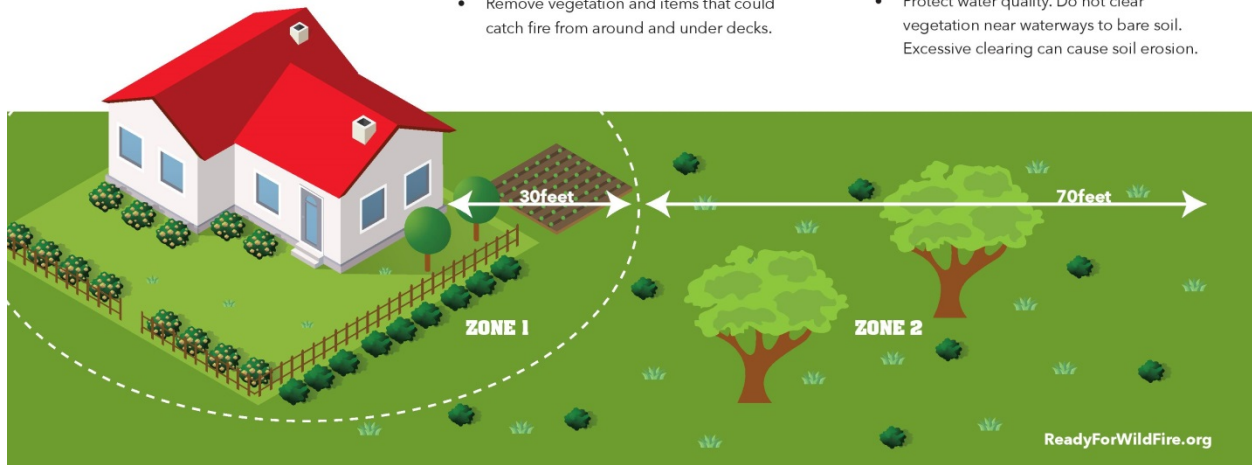 • Remove vegetation and items that could
catch fire from around and under decks.
• Protect water quality. Do not clear
vegetation near waterways to bare soil.
Excessive clearing can cause soil erosion.
30feet
70feet
ZONE 1
ZONE 2
ReadyForWildFire.org